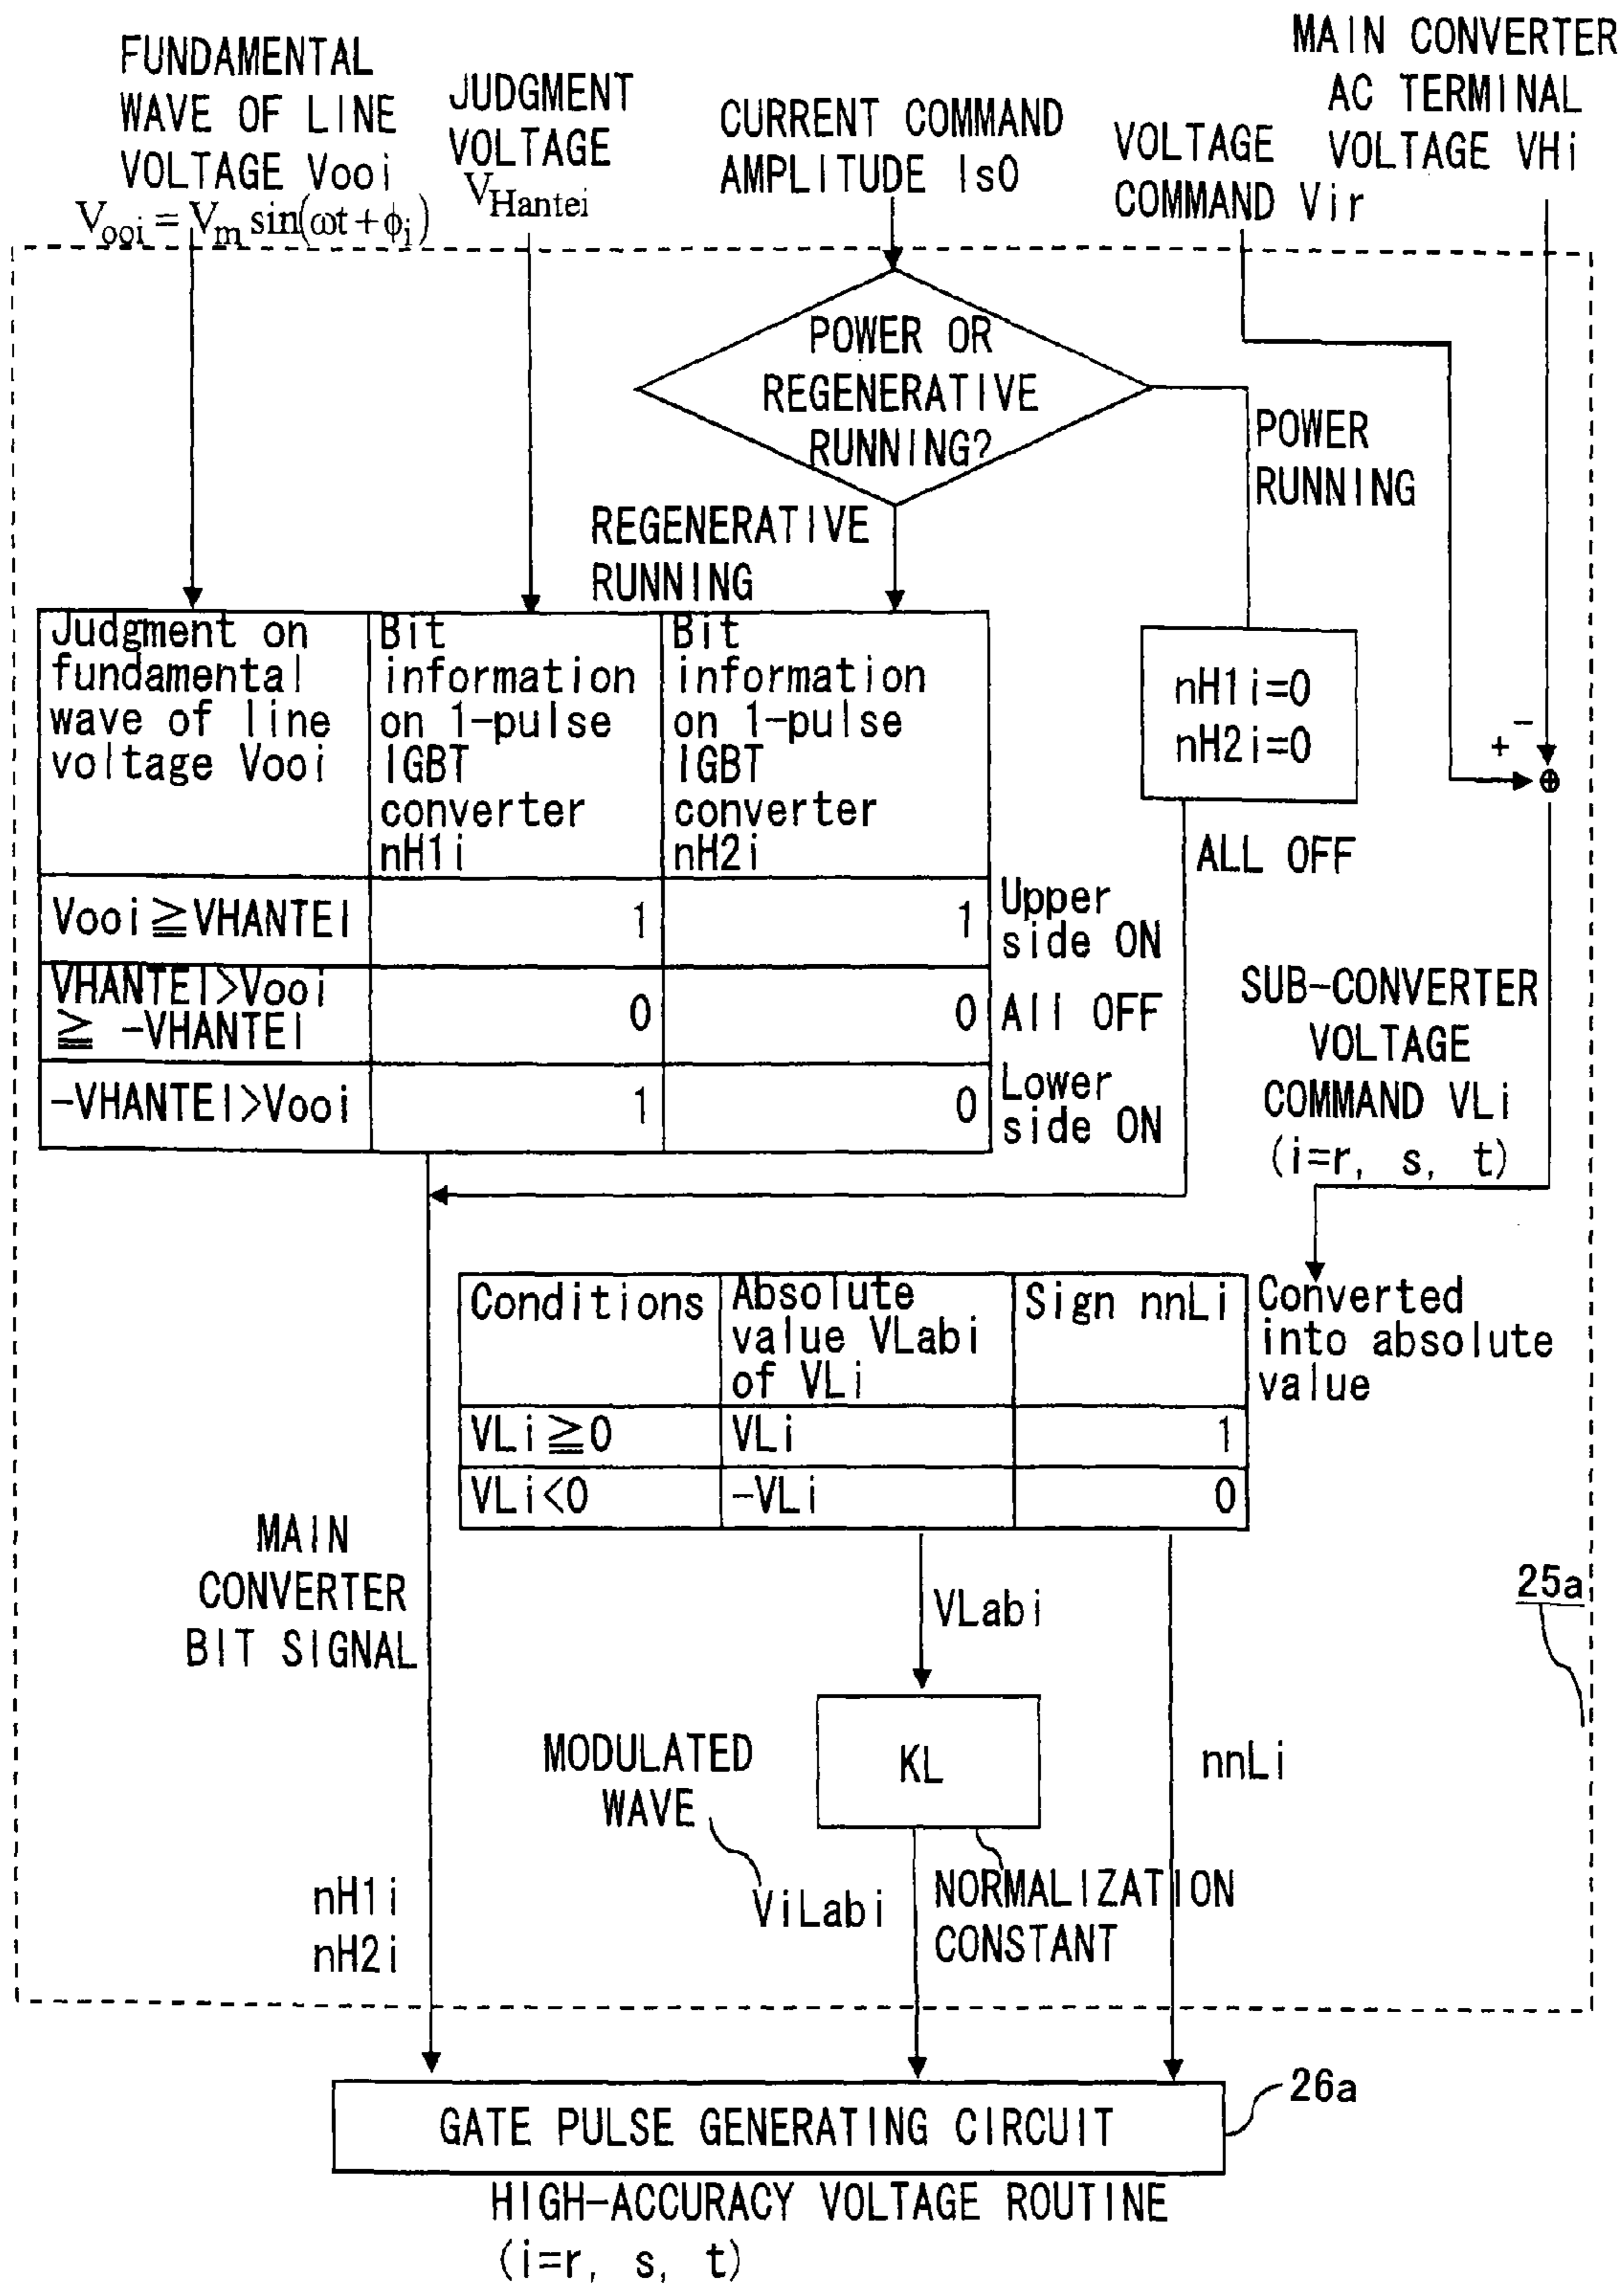 FUNDAMENTAL
WAVE OF LINE
VOLTAGE Vooi
Vooi = Vm sin(ωt + ϕi)
JUDGMENT
VOLTAGE
VHantei
CURRENT COMMAND
AMPLITUDE Is0
VOLTAGE
COMMAND Vir
MAIN CONVERTER
AC TERMINAL
VOLTAGE VHi
POWER OR
REGENERATIVE
RUNNING?
POWER
RUNNING
REGENERATIVE
RUNNING
Judgment on
fundamental
wave of line
voltage Vooi
Bit
information
on 1-pulse
IGBT
converter
nH1i
Bit
information
on 1-pulse
IGBT
converter
nH2i
Vooi≧VHANTEI
1
1
Upper
side ON
VHANTEI>Vooi
≧ -VHANTEI
0
0
All OFF
-VHANTEI>Vooi
1
0
Lower
side ON
nH1i=0
nH2i=0
ALL OFF
-
+
SUB-CONVERTER
VOLTAGE
COMMAND VLi
(i=r, s, t)
Conditions
Absolute
value VLabi
of VLi
Sign nnLi
VLi≧0
VLi
1
VLi<0
-VLi
0
Converted
into absolute
value
MAIN
CONVERTER
BIT SIGNAL
VLabi
25a
KL
nnLi
MODULATED
WAVE
ViLabi
NORMALIZATION
CONSTANT
nH1i
nH2i
26a
GATE PULSE GENERATING CIRCUIT
HIGH-ACCURACY VOLTAGE ROUTINE
(i=r, s, t)